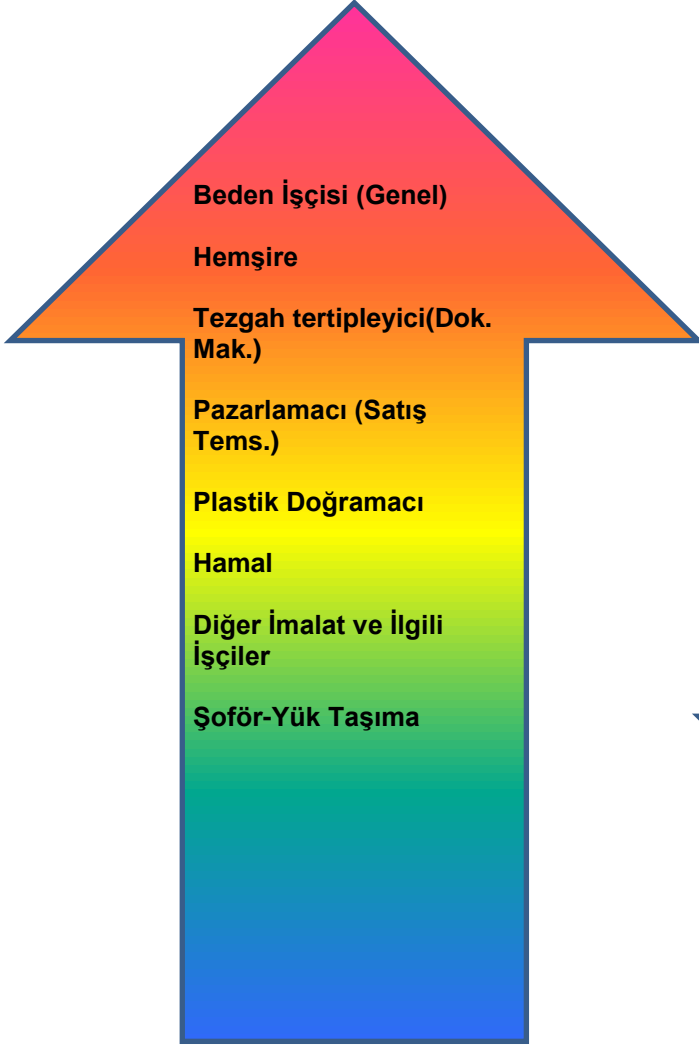 Beden İşçisi (Genel)
Hemşire
Tezgah tertipleyici(Dok.
Mak.)
Pazarlamacı (Satış
Tems.)
Plastik Doğramacı
Hamal
Diğer İmalat ve İlgili
İşçiler
Şoför-Yük Taşıma